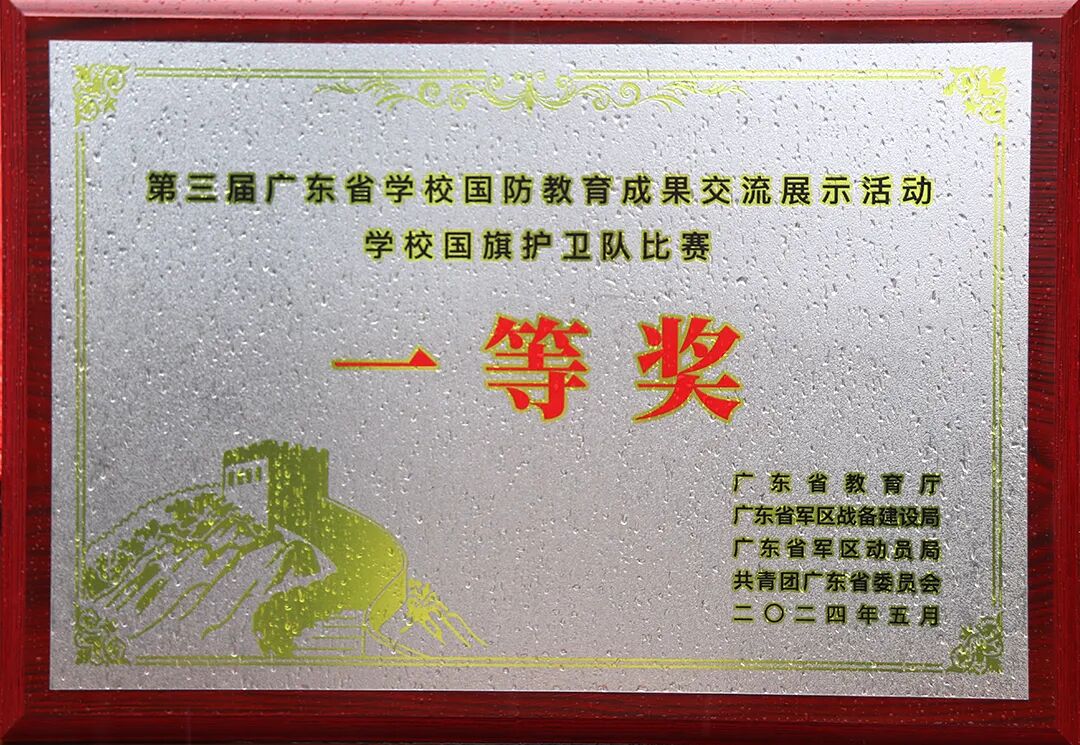 第三届广东省学校国防教育成果交流展示活动
学校国旗护卫队比赛
一等奖
广东省教育厅
广东省军区战备建设局
广东省军区动员局
共青团广东省委员会
二〇二四年五月